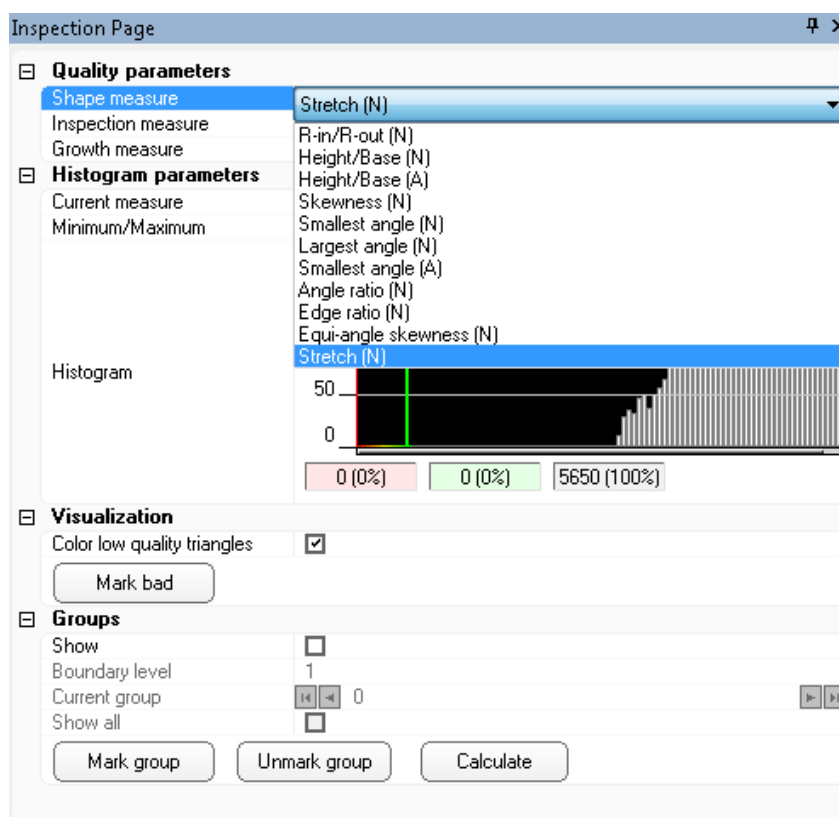 Inspection Page
Quality parameters
Shape measure
Stretch (N)
Inspection measure
R-in/R-out (N)
Growth measure
Height/Base (N)
Height/Base (A)
Histogram parameters
Current measure
Skewness (N)
Minimum/Maximum
Smallest angle (N)
Largest angle (N)
Smallest angle (A)
Angle ratio (N)
Edge ratio (N)
Equi-angle skewness (N)
Stretch (N)
Histogram
50
0
0 (0%) 0 (0%) 5650 (100%)
Visualization
Color low quality triangles
Mark bad
Groups
Show
Boundary level 1
Current group 0
Show all
Mark group Unmark group Calculate